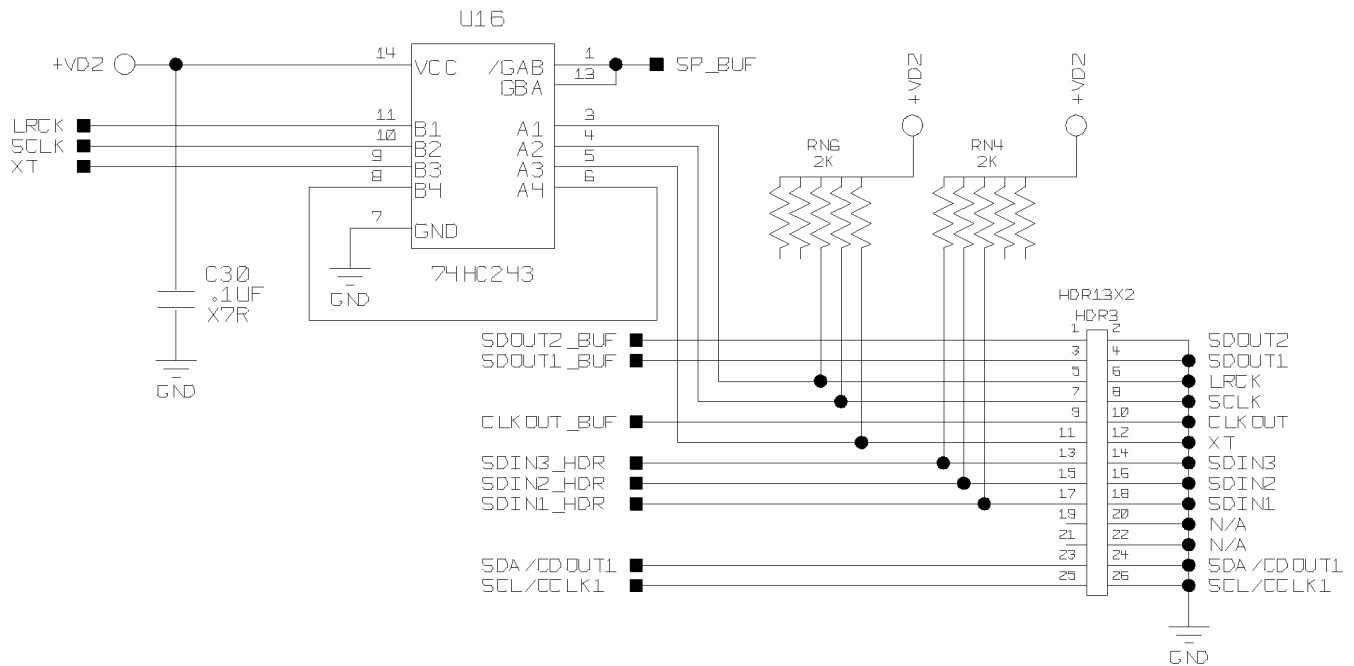 U16
+VD2
14
VCC
/GAB
1
SP_BUF
GBA
13
+VD2
+VD2
LRCK
11
B1
A1
3
SCLK
10
B2
A2
4
XT
9
B3
A3
5
8
B4
A4
6
RN6
2K
RN4
2K
7
GND
GND
74HC243
C30
.1UF
X7R
GND
HDR13X2
HDR3
SDOUT2_BUF
1
2
SDOUT2
SDOUT1_BUF
3
4
SDOUT1
5
6
LRCK
7
8
SCLK
CLKOUT_BUF
9
10
CLKOUT
11
12
XT
SDIN3_HDR
13
14
SDIN3
SDIN2_HDR
15
16
SDIN2
SDIN1_HDR
17
18
SDIN1
19
20
N/A
21
22
N/A
SDA/CDOUT1
23
24
SDA/CDOUT1
SCL/CCLK1
25
26
SCL/CCLK1
GND